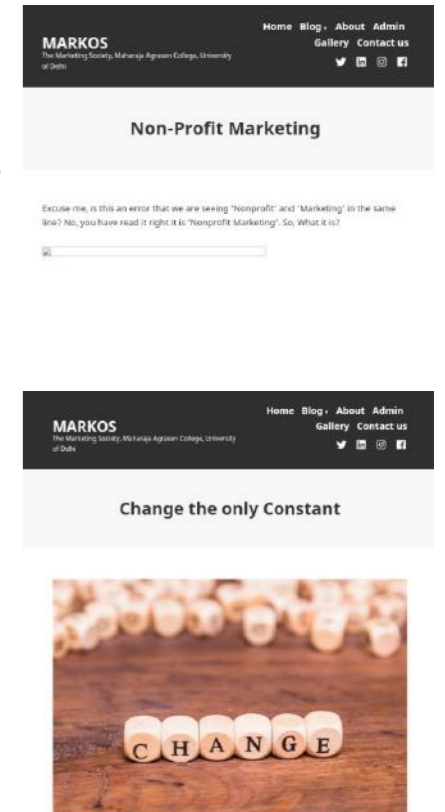 Home Blog About Admin
MARKOS
Gallery Contact us
The Marketing Society, Maharaja Agrasen College, University
of Delhi
Non-Profit Marketing
Excuse me, is this an error that we are seeing 'Nonprofit' and 'Marketing' in the same
line? No, you have read it right it is 'Nonprofit Marketing'. So, What it is?
Home Blog About Admin
MARKOS
Gallery Contact us
The Marketing Society, Maharaja Agrasen College, University
of Delhi
Change the only Constant
CHANGE